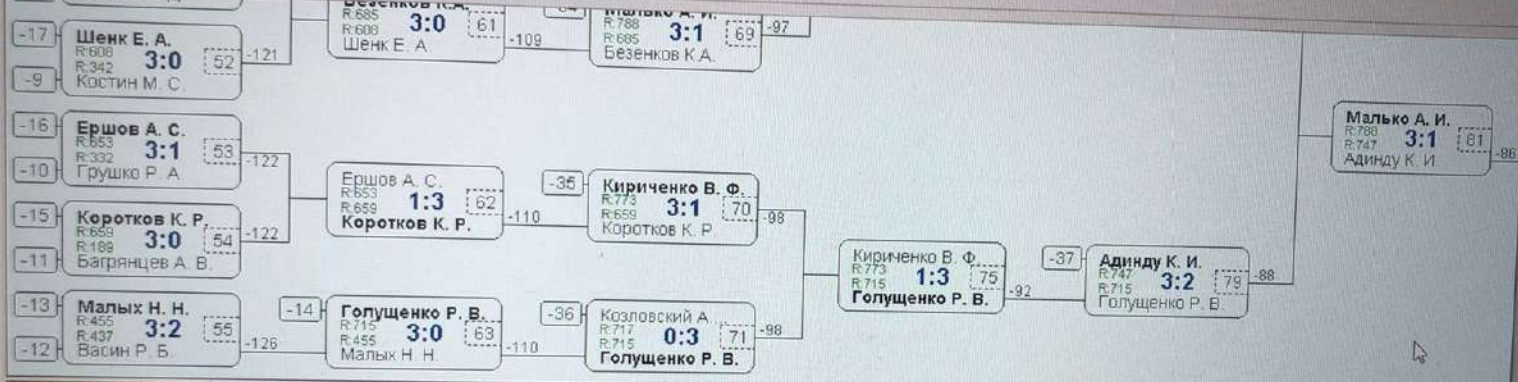 -17
Шенк Е. А.
R:608
R:342
3:0
52
Костин М. С.
-9
-121
R:685
R:608
3:0
61
Шенк Е. А
-109
Малько А. И.
R:788
R:685
3:1
69
Безенков К.А.
-97
-16
Ершов А. С.
R:653
R:332
3:1
53
Грушко Р. А.
-10
-122
-15
Коротков К. Р.
R:659
R:189
3:0
54
Багрянцев А. В.
-11
-122
Ершов А. С.
R:653
R:659
1:3
62
Коротков К. Р.
-110
-35
Кириченко В. Ф.
R:773
R:659
3:1
70
Коротков К. Р.
-98
-13
Малых Н. Н.
R:455
R:437
3:2
55
Васин Р. Б.
-12
-126
-14
Голущенко Р. В.
R:715
R:455
3:0
63
Малых Н. Н.
-110
-36
Козловский А.
R:717
R:715
0:3
71
Голущенко Р. В.
-98
Кириченко В. Ф.
R:773
R:715
1:3
75
Голущенко Р. В.
-92
-37
Адинду К. И.
R:747
R:715
3:2
79
Голущенко Р. В.
-88
Малько А. И.
R:788
R:747
3:1
81
Адинду К. И.
-86